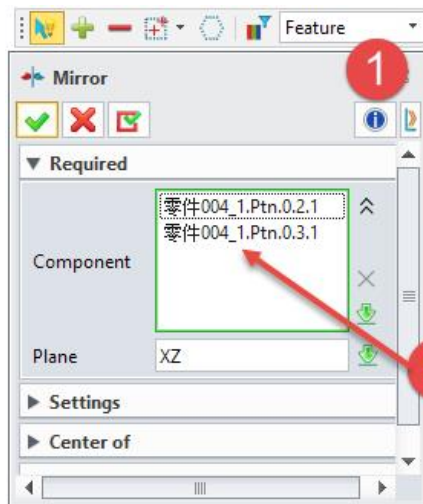 Feature
1
Mirror
Required
零件004_1.Ptn.0.2.1
零件004_1.Ptn.0.3.1
Component
Plane
XZ
Settings
Center of